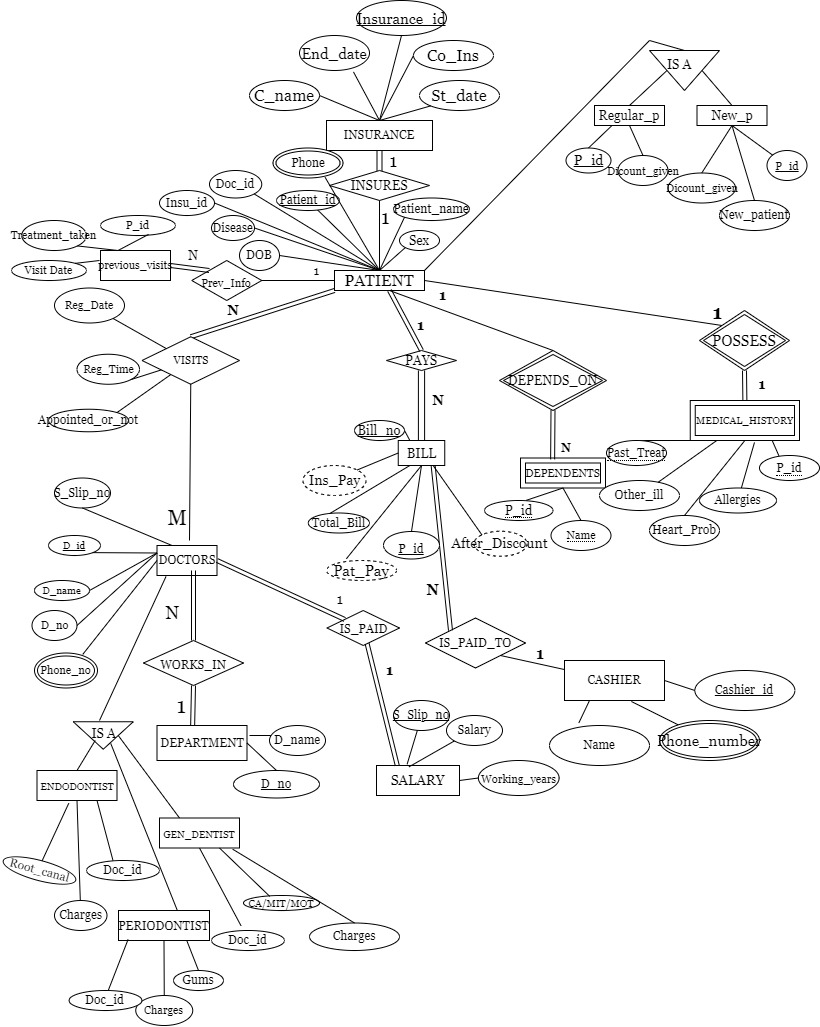 Insurance_id
End_date
Co_Ins
C_name
St_date
INSURANCE
1
INSURES
1
IS A
Regular_p
New_p
P_id
Dicount_given
Dicount_given
P_id
New_patient
Phone
Doc_id
Patient_id
Insu_id
Patient_name
Disease
Sex
DOB
PATIENT
P_id
Treatment_taken
Visit Date
previous_visits
N
Prev_Info
1
N
1
1
1
Reg_Date
VISITS
Reg_Time
Appointed_or_not
M
PAYS
N
DEPENDS_ON
N
DEPENDENTS
P_id
Name
POSSESS
1
MEDICAL_HISTORY
Past_Treat
P_id
Other_ill
Allergies
Heart_Prob
Bill_no
BILL
Ins_Pay
Total_Bill
P_id
Pat_Pay
After_Discount
N
IS_PAID_TO
1
CASHIER
Cashier_id
Name
Phone_number
S_Slip_no
D_id
DOCTORS
D_name
D_no
Phone_no
N
WORKS_IN
1
DEPARTMENT
D_name
D_no
1
IS_PAID
1
S_Slip_no
Salary
SALARY
Working_years
IS A
ENDODONTIST
Root_canal
Doc_id
Charges
GEN_DENTIST
CA/MIT/MOT
Doc_id
Charges
PERIODONTIST
Gums
Doc_id
Charges